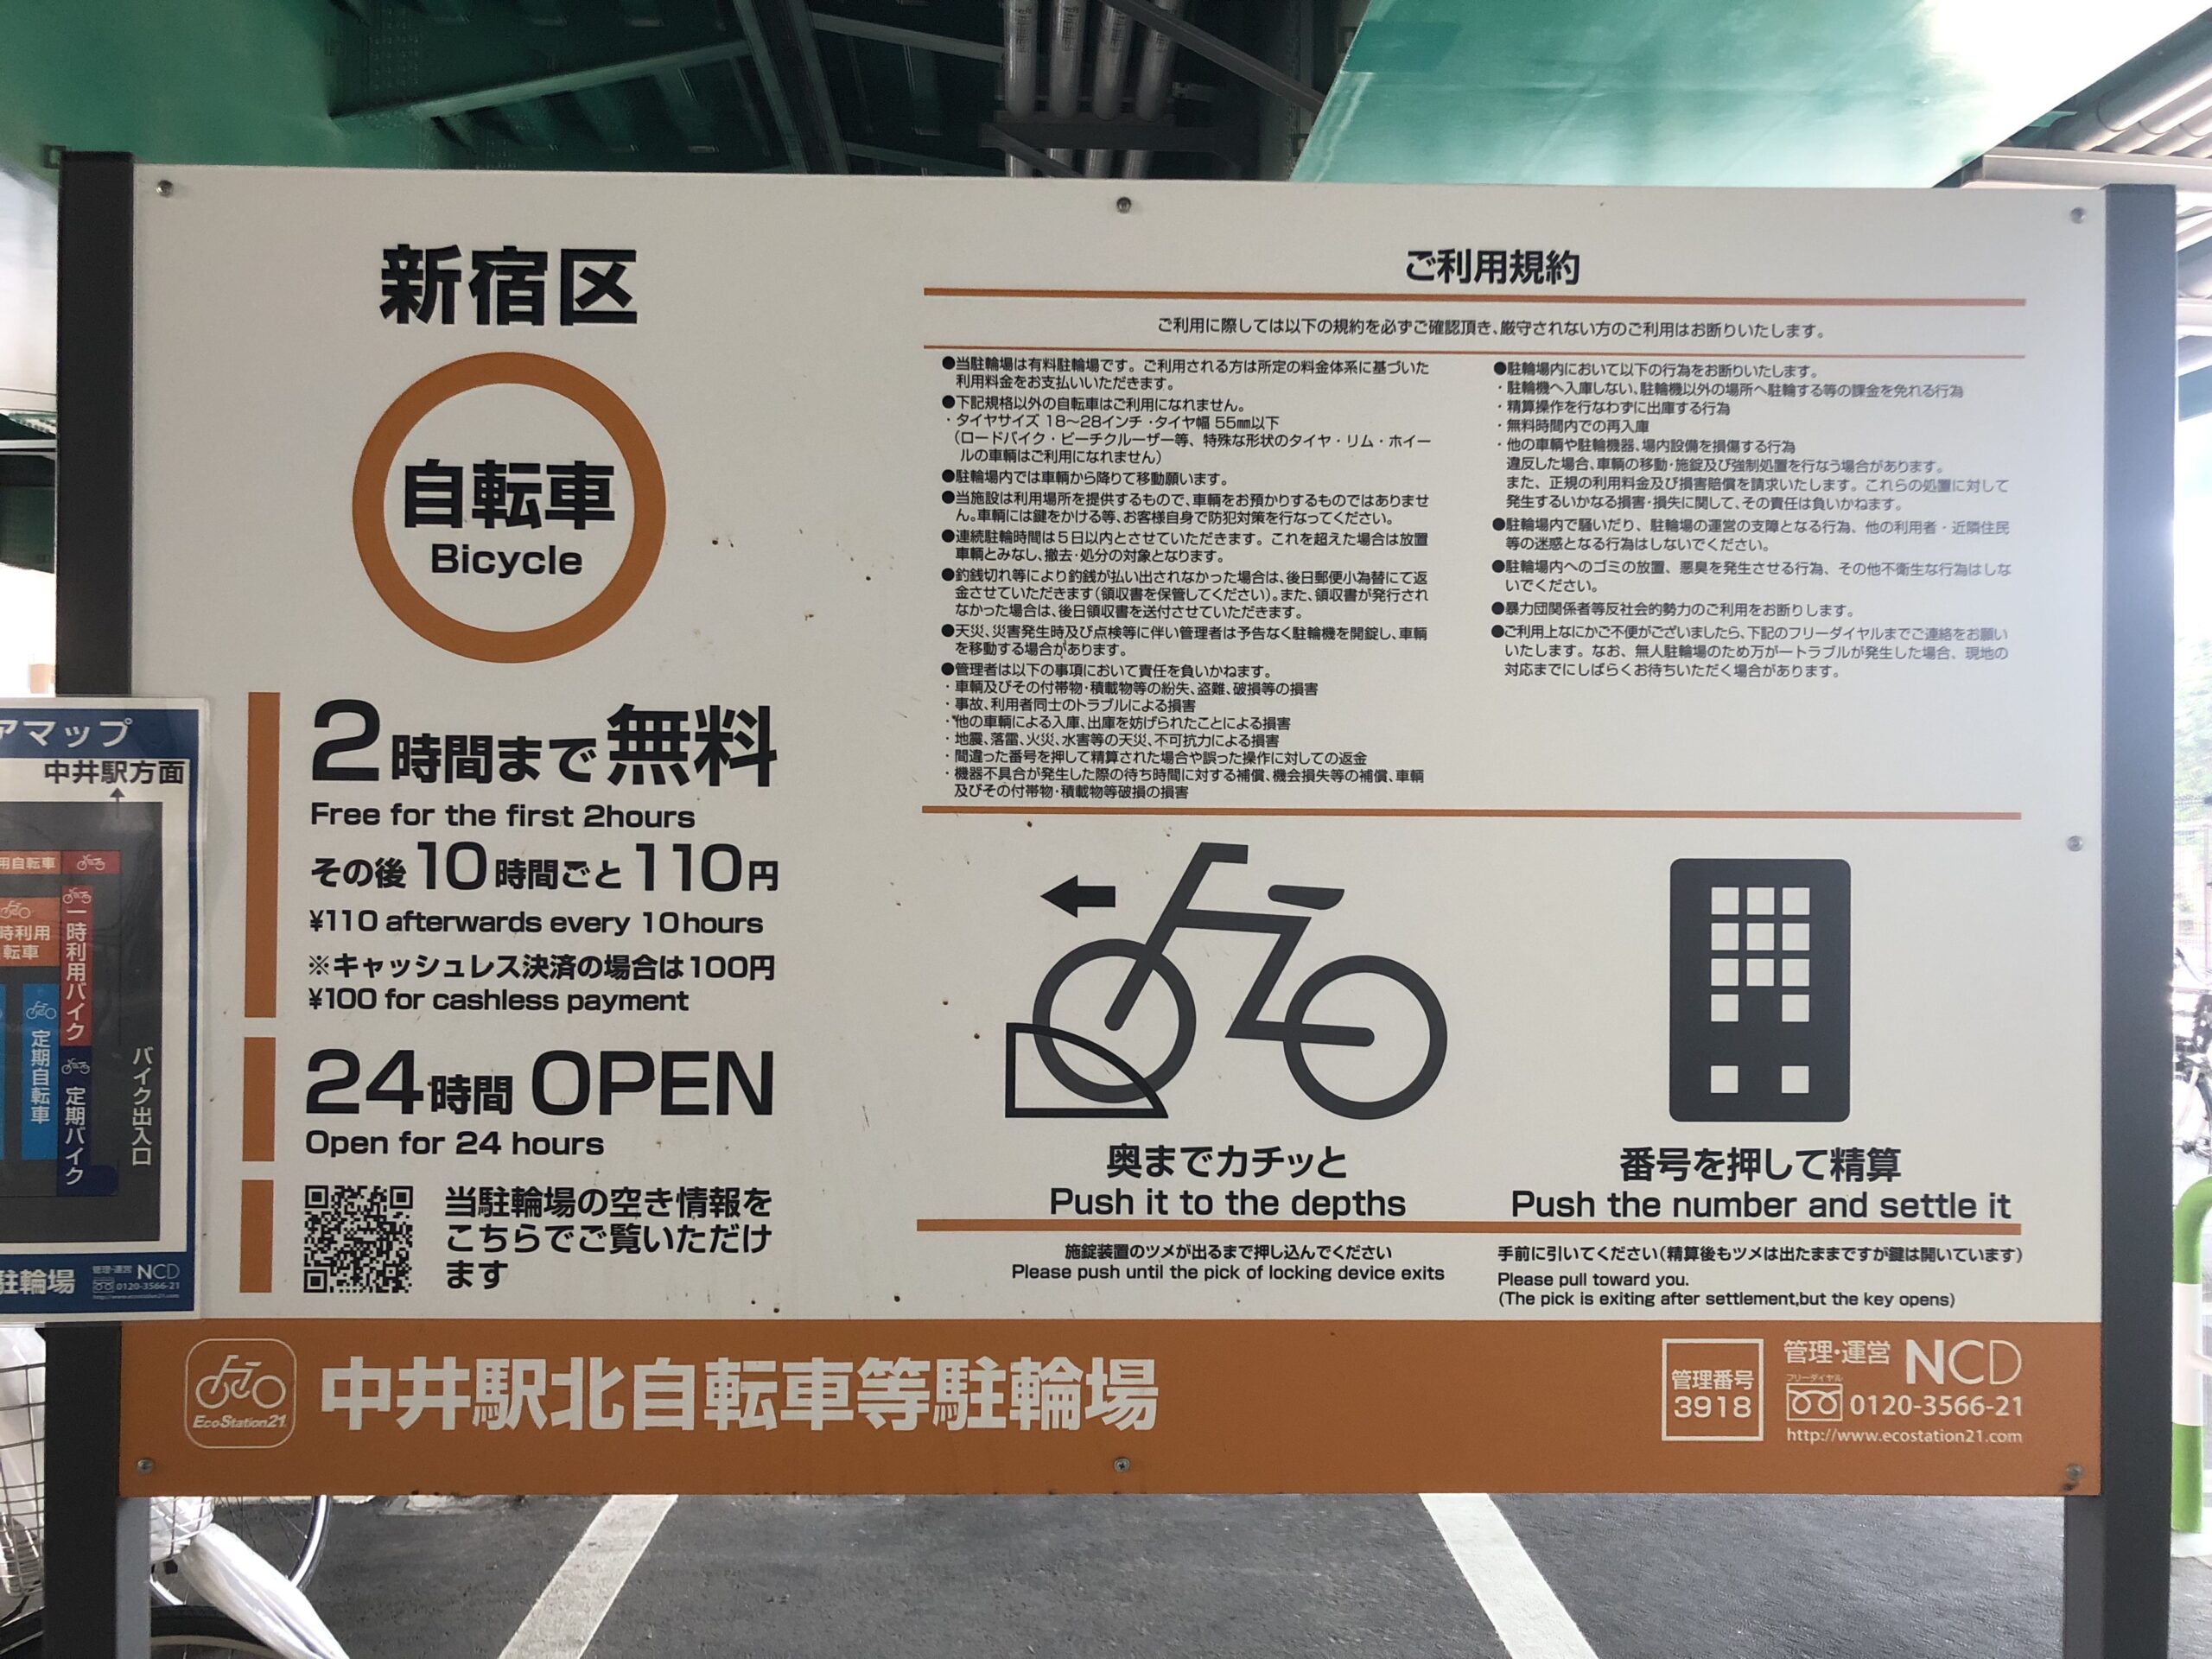 新宿区
自転車
Bicycle
2時間まで無料
Free for the first 2hours
その後10時間ごと110円
¥110 afterwards every 10hours
※キャッシュレス決済の場合は100円
¥100 for cashless payment
24時間 OPEN
Open for 24 hours
当駐輪場の空き情報を
こちらでご覧いただけ
ます
ご利用規約
ご利用に際しては以下の規約を必ずご確認頂き、厳守されない方のご利用はお断りいたします。
●当駐輪場は有料駐輪場です。ご利用される方は所定の料金体系に基づいた
利用料金をお支払いいただきます。
●下記規格以外の自転車はご利用になれません。
・タイヤサイズ 18～28インチ・タイヤ幅 55㎜以下
（ロードバイク・ビーチクルーザー等、特殊な形状のタイヤ・リム・ホイー
ルの車輌はご利用になれません）
●駐輪場内では車輌から降りて移動願います。
●当施設は利用場所を提供するもので、車輌をお預かりするものではありませ
ん。車輌には鍵をかける等、お客様自身で防犯対策を行なってください。
●連続駐輪時間は5日以内とさせていただきます。これを超えた場合は放置
車輌とみなし、撤去・処分の対象となります。
●釣銭切れ等により釣銭が払い出されなかった場合は、後日郵便小為替にて返
金させていただきます（領収書を保管してください）。また、領収書が発行され
なかった場合は、後日領収書を送付させていただきます。
●天災、災害発生時及び点検等に伴い管理者は予告なく駐輪機を開錠し、車輌
を移動する場合があります。
●管理者は以下の事項において責任を負いかねます。
・車輌及びその付帯物・積載物等の紛失、盗難、破損等の損害
・事故、利用者同士のトラブルによる損害
・他の車輌による入庫、出庫を妨げられたことによる損害
・地震、落雷、火災、水害等の天災、不可抗力による損害
・間違った番号を押して精算された場合や誤った操作に対しての返金
・機器不具合が発生した際の待ち時間に対する補償、機会損失等の補償、車輌
及びその付帯物・積載物等破損の損害
●駐輪場内において以下の行為をお断りいたします。
・駐輪機へ入庫しない、駐輪機以外の場所へ駐輪する等の課金を免れる行為
・精算操作を行なわずに出庫する行為
・無料時間内での再入庫
・他の車輌や駐輪機器、場内設備を損傷する行為
違反した場合、車輌の移動・施錠及び強制処置を行なう場合があります。
また、正規の利用料金及び損害賠償を請求いたします。これらの処置に対して
発生するいかなる損害・損失に関して、その責任は負いかねます。
●駐輪場内で騒いだり、駐輪場の運営の支障となる行為、他の利用者・近隣住民
等の迷惑となる行為はしないでください。
●駐輪場内へのゴミの放置、悪臭を発生させる行為、その他不衛生な行為はしな
いでください。
●暴力団関係者等反社会的勢力のご利用をお断りします。
●ご利用上なにかご不便がございましたら、下記のフリーダイヤルまでご連絡をお願い
いたします。なお、無人駐輪場のため万が一トラブルが発生した場合、現地の
対応までにしばらくお待ちいただく場合があります。
奥までカチッと
Push it to the depths
施錠装置のツメが出るまで押し込んでください
Please push until the pick of locking device exits
番号を押して精算
Push the number and settle it
手前に引いてください（精算後もツメは出たままですが鍵は開いています）
Please pull toward you.
(The pick is exiting after settlement,but the key opens)
EcoStation21
中井駅北自転車等駐輪場
管理番号
3918
管理・運営 NCD
フリーダイヤル
0120-3566-21
http://www.ecostation21.com
アマップ
中井駅方面
用自転車
時利用
転車
一時利用バイク
定期自転車
定期バイク
バイク出入口
駐輪場
管理・運営 NCD
0120-3566-21
http://www.ecostation21.com